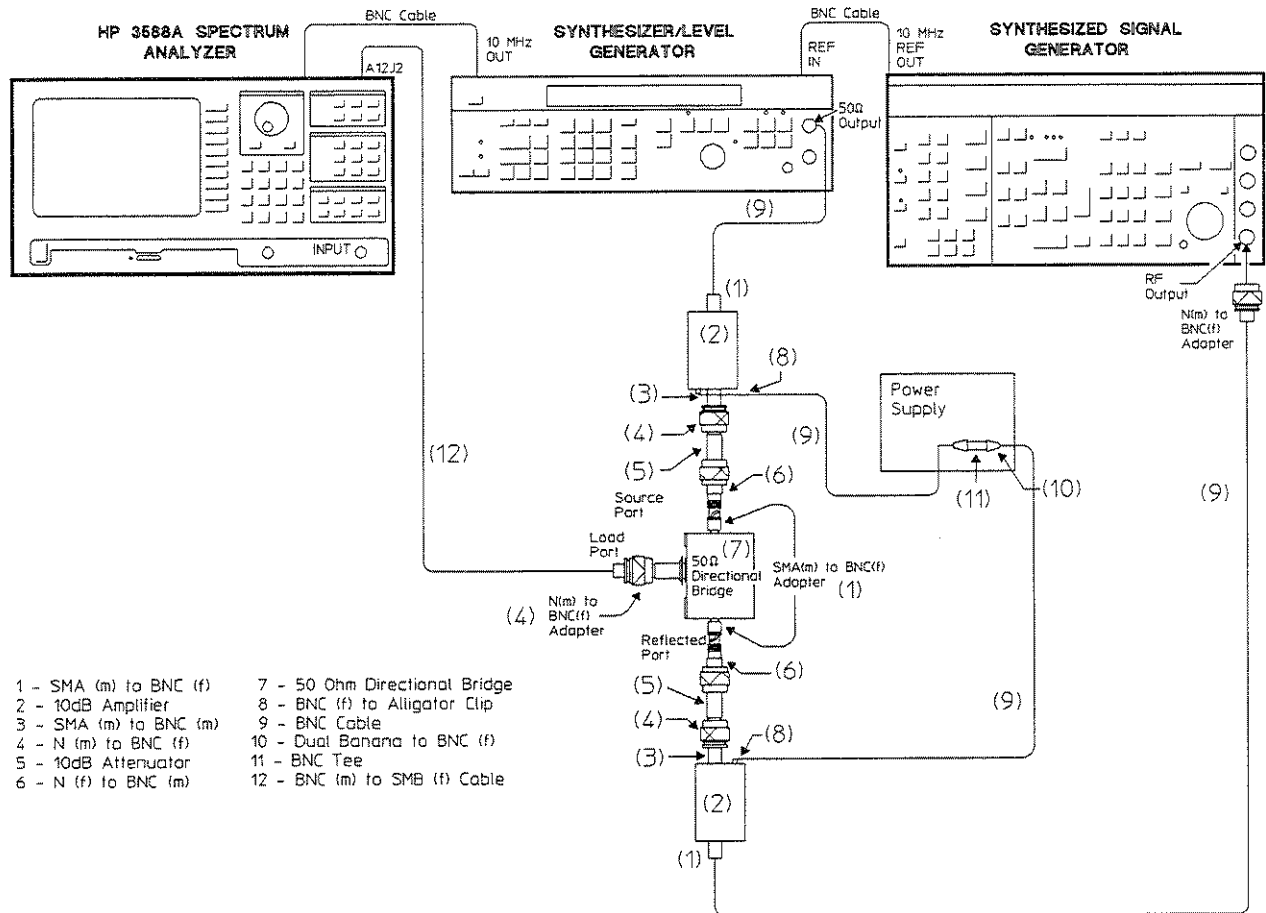 HP 3588A SPECTRUM
ANALYZER
BNC Cable
10 MHz
OUT
A12J2
SYNTHESIZER/LEVEL
GENERATOR
BNC Cable
REF
IN
10 MHz
REF
OUT
SYNTHESIZED SIGNAL
GENERATOR
50Ω
Output
INPUT
(9)
RF
Output
N(m) to
BNC(f)
Adapter
(1)
(2)
(8)
(3)
(4)
(5)
(6)
(9)
Power
Supply
(11)
(10)
(9)
(12)
Source
Port
Load
Port
(7)
50Ω
Directional
Bridge
SMA(m) to BNC(f)
Adapter
(1)
(4)
N(m) to
BNC(f)
Adapter
Reflected
Port
(6)
(5)
(4)
(3)
(8)
(9)
(2)
(1)
1 - SMA (m) to BNC (f)
2 - 10dB Amplifier
3 - SMA (m) to BNC (m)
4 - N (m) to BNC (f)
5 - 10dB Attenuator
6 - N (f) to BNC (m)
7 - 50 Ohm Directional Bridge
8 - BNC (f) to Alligator Clip
9 - BNC Cable
10 - Dual Banana to BNC (f)
11 - BNC Tee
12 - BNC (m) to SMB (f) Cable